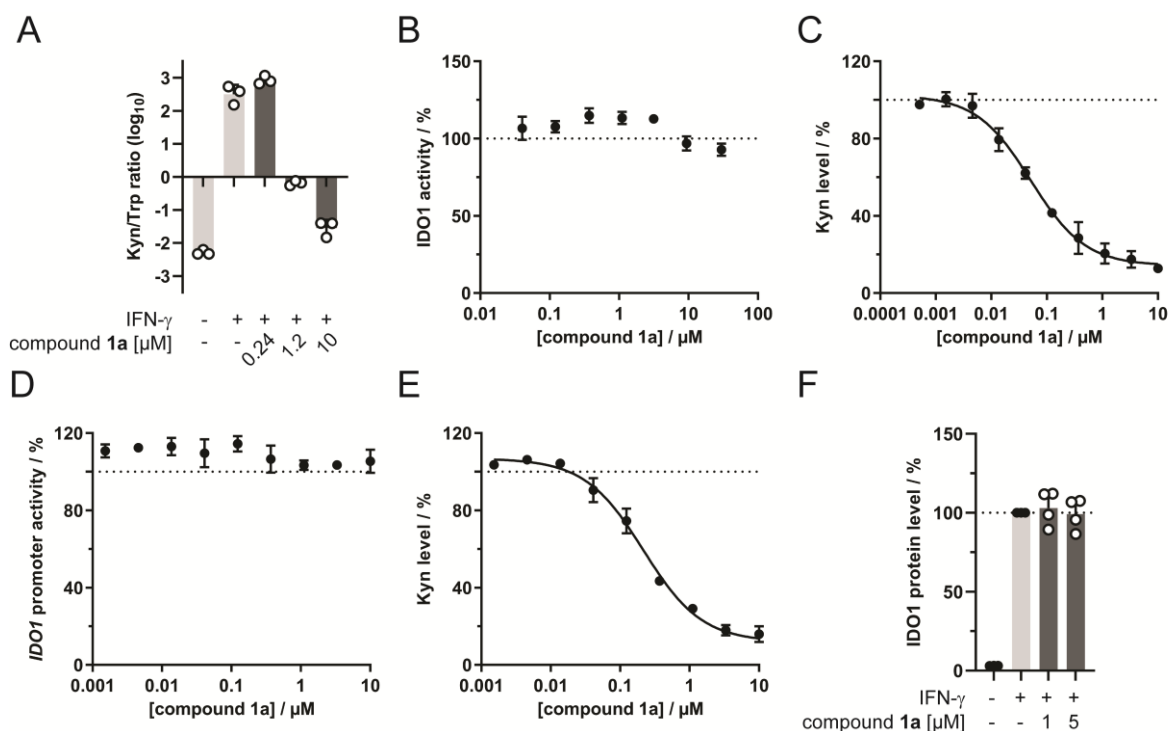 A
Kyn/Trp ratio (log10)
3
2
1
0
-1
-2
-3
IFN-γ - + + + +
compound 1a [µM] - - 0.24 1.2 10
B
IDO1 activity / %
150
100
50
0
0.01 0.1 1 10 100
[compound 1a] / µM
C
Kyn level / %
120
80
40
0
0.0001 0.001 0.01 0.1 1 10
[compound 1a] / µM
D
IDO1 promoter activity / %
120
80
40
0
0.001 0.01 0.1 1 10
[compound 1a] / µM
E
Kyn level / %
120
80
40
0
0.001 0.01 0.1 1 10
[compound 1a] / µM
F
IDO1 protein level / %
150
100
50
0
IFN-γ - + + +
compound 1a [µM] - - 1 5